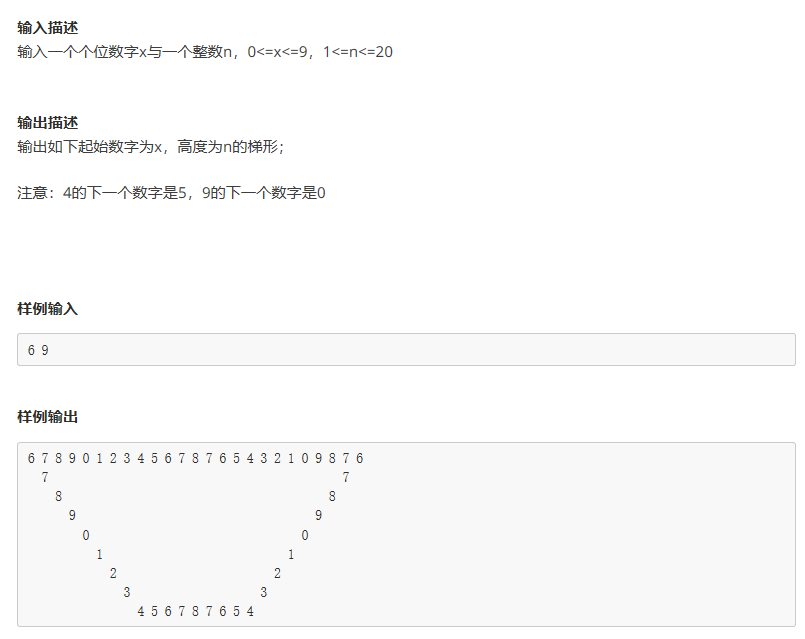 输入描述
输入一个个位数字x与一个整数n，0<=x<=9，1<=n<=20
输出描述
输出如下起始数字为x，高度为n的梯形；
注意：4的下一个数字是5，9的下一个数字是0
样例输入
6 9
样例输出
6 7 8 9 0 1 2 3 4 5 6 7 8 7 6 5 4 3 2 1 0 9 8 7 6
  7                                           7
    8                                       8
      9                                   9
        0                               0
          1                           1
            2                       2
              3                   3
                4 5 6 7 8 7 6 5 4